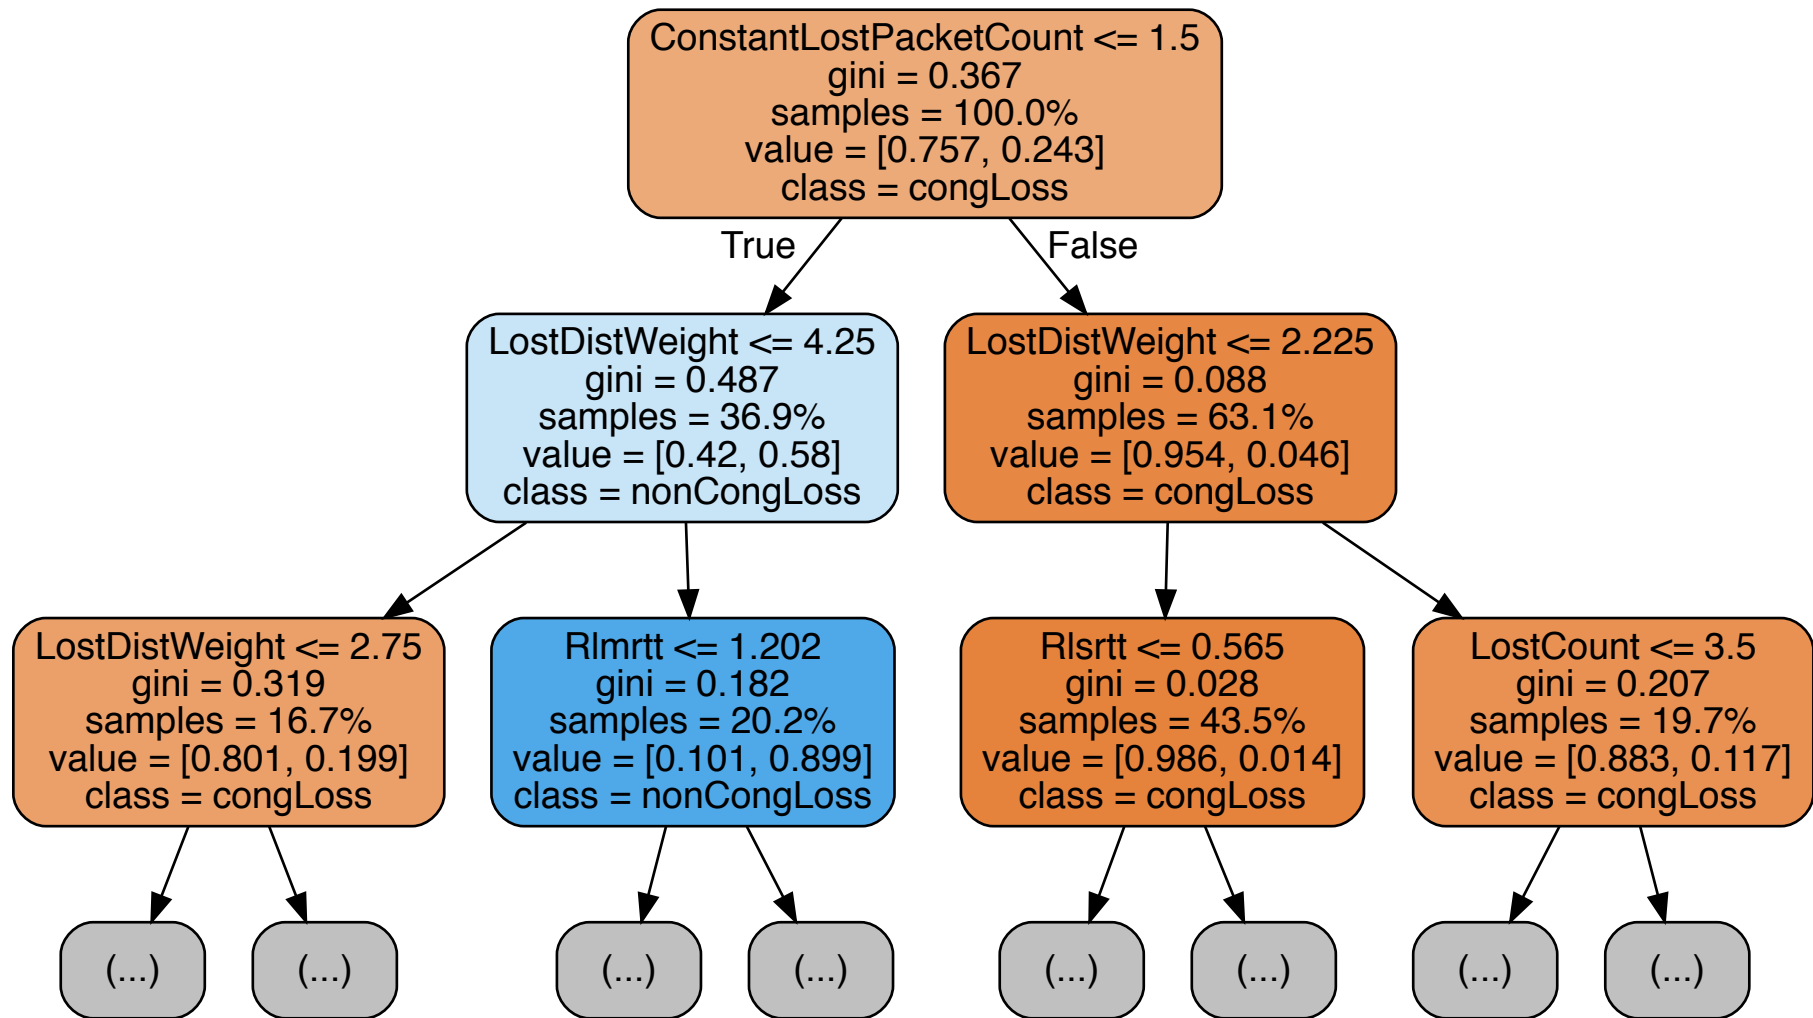 ConstantLostPacketCount <= 1.5
gini = 0.367
samples = 100.0%
value = [0.757, 0.243]
class = congLoss
True
False
LostDistWeight <= 4.25
gini = 0.487
samples = 36.9%
value = [0.42, 0.58]
class = nonCongLoss
LostDistWeight <= 2.225
gini = 0.088
samples = 63.1%
value = [0.954, 0.046]
class = congLoss
LostDistWeight <= 2.75
gini = 0.319
samples = 16.7%
value = [0.801, 0.199]
class = congLoss
Rlmrtt <= 1.202
gini = 0.182
samples = 20.2%
value = [0.101, 0.899]
class = nonCongLoss
Rlsrtt <= 0.565
gini = 0.028
samples = 43.5%
value = [0.986, 0.014]
class = congLoss
LostCount <= 3.5
gini = 0.207
samples = 19.7%
value = [0.883, 0.117]
class = congLoss
(...)
(...)
(...)
(...)
(...)
(...)
(...)
(...)